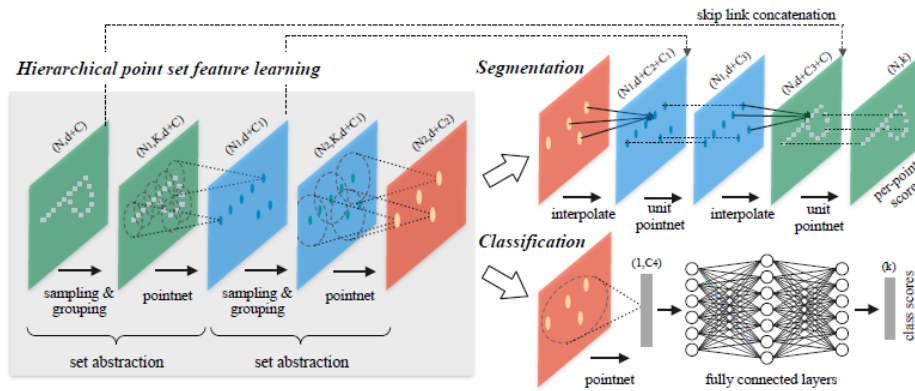 skip link concatenation
Hierarchical point set feature learning
(N,d+C)
(N1,K,d+C)
(N1,d+C1)
(N2,K,d+C1)
(N2,d+C2)
sampling &
grouping
pointnet
sampling &
grouping
pointnet
set abstraction
set abstraction
Segmentation
(N1,d+C2+C1)
(N1,d+C3)
(N,d+C3+C)
(N,k)
per-point
scores
interpolate
unit
pointnet
interpolate
unit
pointnet
Classification
(1,C4)
(k)
class scores
pointnet
fully connected layers